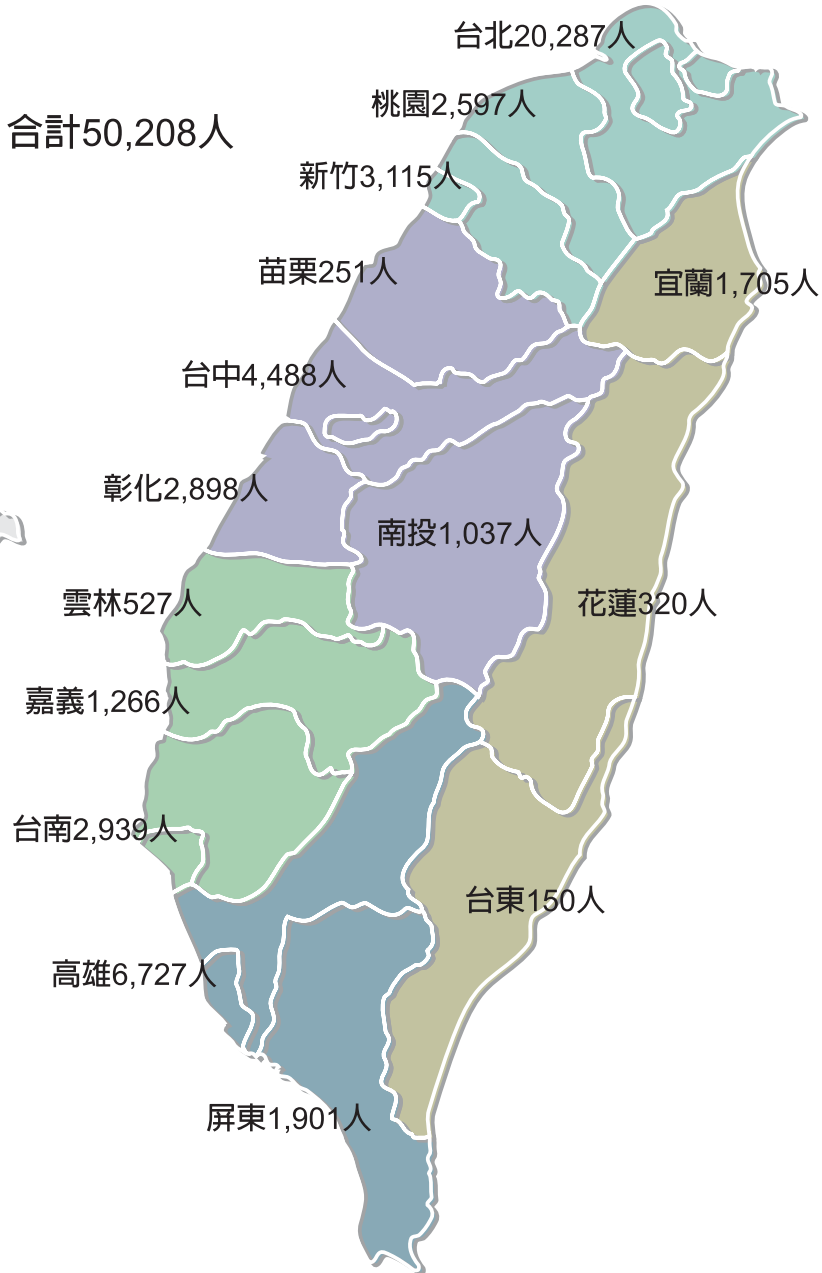 台北20,287人
桃園2,597人
合計50,208人
新竹3,115人
苗栗251人
宜蘭1,705人
台中4,488人
彰化2,898人
南投1,037人
雲林527人
花蓮320人
嘉義1,266人
台南2,939人
台東150人
高雄6,727人
屏東1,901人